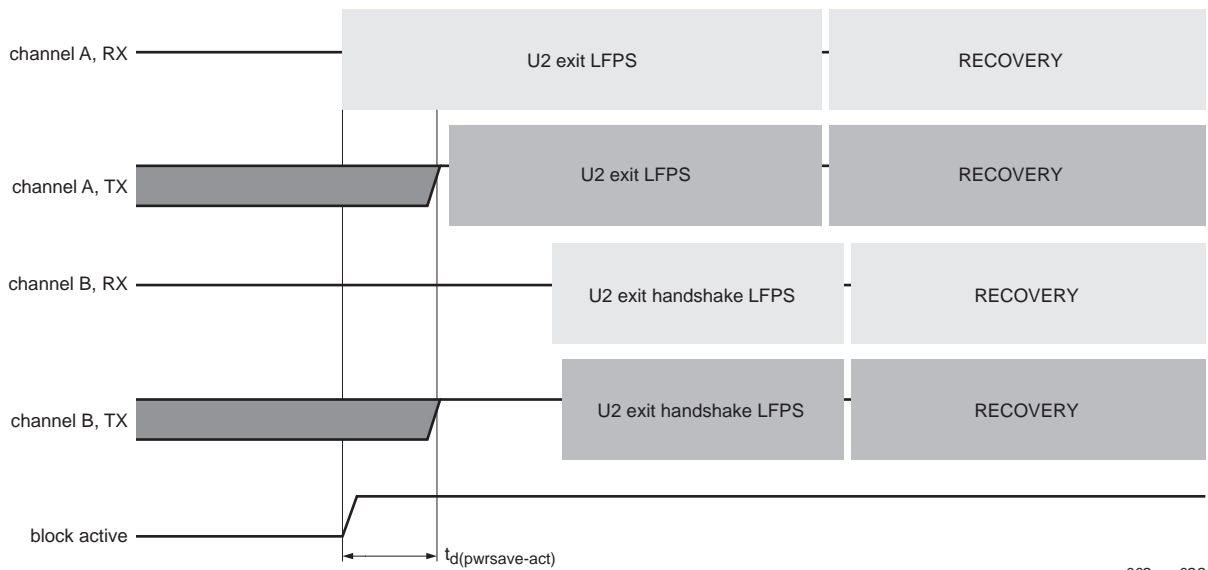 channel A, RX
U2 exit LFPS
RECOVERY
channel A, TX
U2 exit LFPS
RECOVERY
channel B, RX
U2 exit handshake LFPS
RECOVERY
channel B, TX
U2 exit handshake LFPS
RECOVERY
block active
td(pwrsave-act)